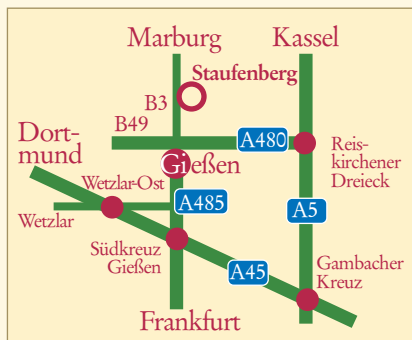 Marburg
Kassel
Staufenberg
B3
B49
A480
Dort-
mund
Gießen
Reis-
kirchener
Dreieck
Wetzlar-Ost
A485
A5
Wetzlar
Südkreuz
Gießen
A45
Gambacher
Kreuz
Frankfurt